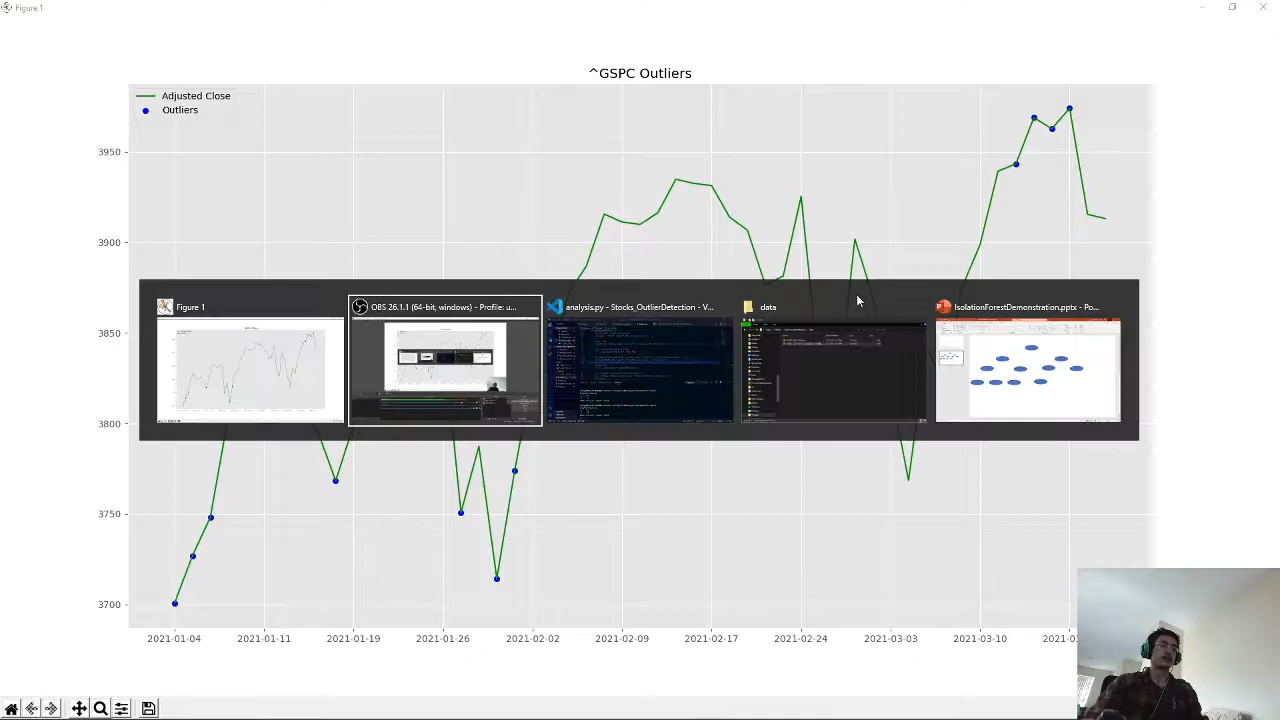 Figure 1
^GSPC Outliers
Adjusted Close
Outliers
3950
3900
3850
3800
3750
3700
Figure 1
OBS 26.1.1 (64-bit, windows) - Profile: u...
analysis.py - Stocks_OutlierDetection - V...
data
IsolationForestDemonstration.pptx - Po...
2021-01-04
2021-01-11
2021-01-19
2021-01-26
2021-02-02
2021-02-09
2021-02-17
2021-02-24
2021-03-03
2021-03-10
2021-